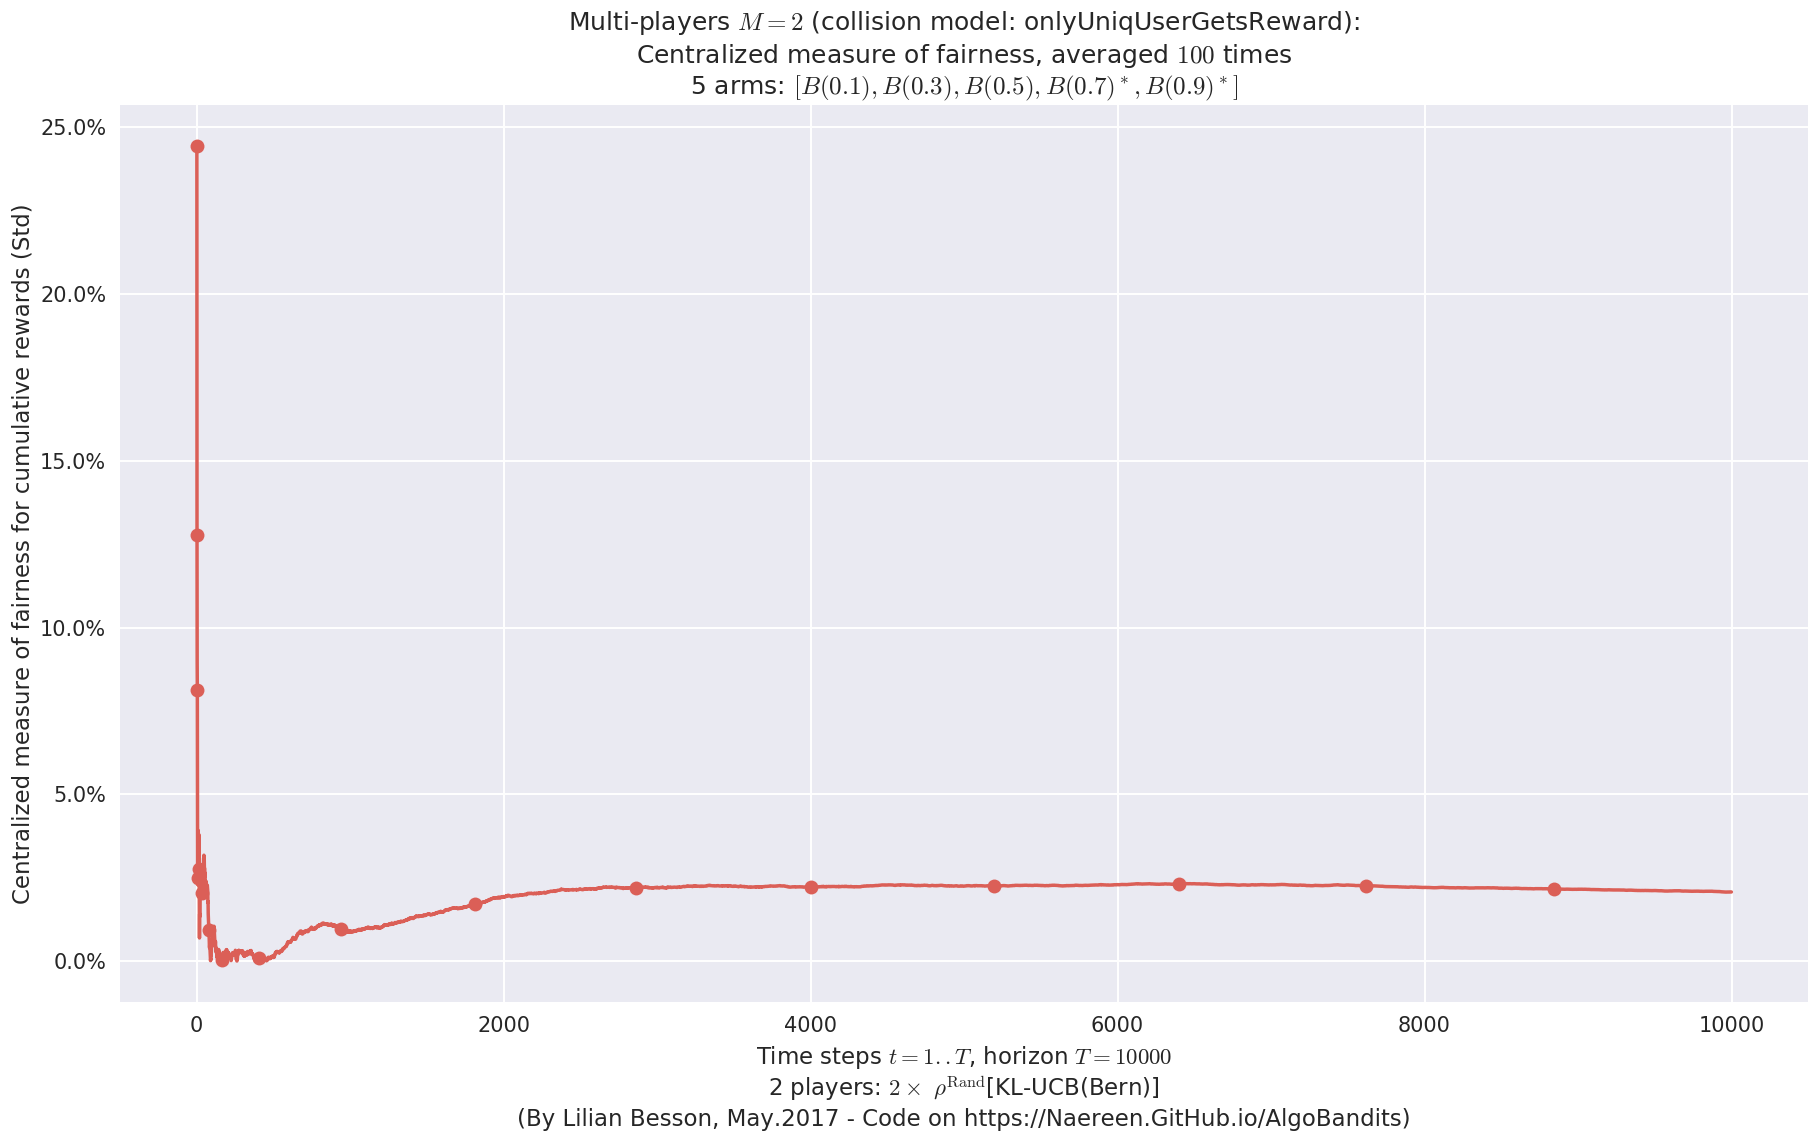 Multi-players M = 2 (collision model: onlyUniqUserGetsReward):
Centralized measure of fairness, averaged 100 times
5 arms: [B(0.1), B(0.3), B(0.5), B(0.7)*, B(0.9)*]
Centralized measure of fairness for cumulative rewards (Std)
25.0%
20.0%
15.0%
10.0%
5.0%
0.0%
0 2000 4000 6000 8000 10000
Time steps t = 1..T, horizon T = 10000
2 players: 2 × ρ^Rand[KL-UCB(Bern)]
(By Lilian Besson, May.2017 - Code on https://Naereen.GitHub.io/AlgoBandits)